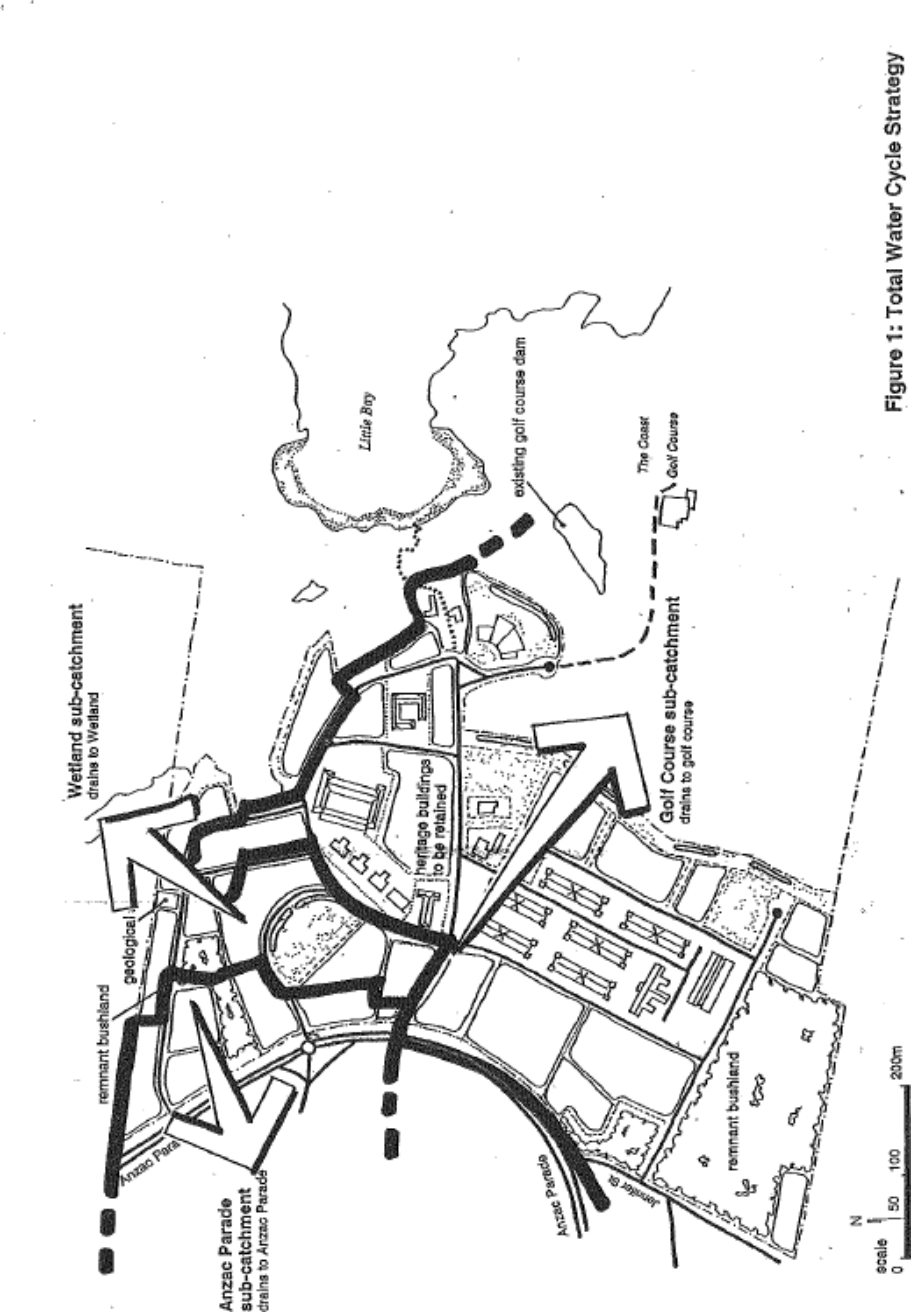 Wetland sub-catchment
drains to Wetland
remnant bushland
geological
Anzac Para
Anzac Parade
sub-catchment
drains to Anzac Parade
Little Bay
existing golf course dam
The Coast
Golf Course
heritage buildings
to be retained
Golf Course sub-catchment
drains to golf course
Anzac Parade
Jennifer St
remnant bushland
N
scale
0 50 100 200m
Figure 1: Total Water Cycle Strategy